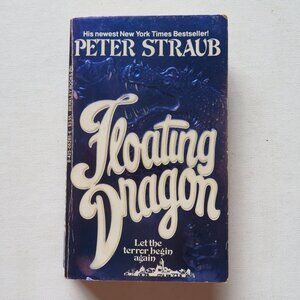 His newest New York Times Bestseller!
PETER STRAUB
Floating
Dragon
Let the
terror begin
again